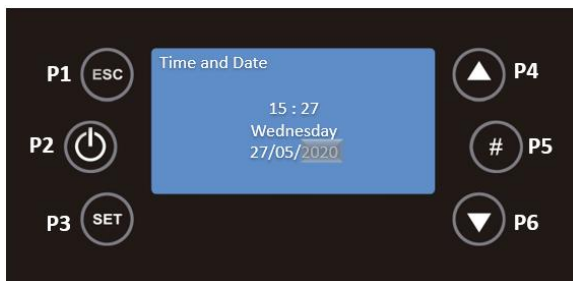 P1 ESC
Time and Date
P4
15 : 27
Wednesday
P2
27/05/2020
# P5
P3 SET
P6